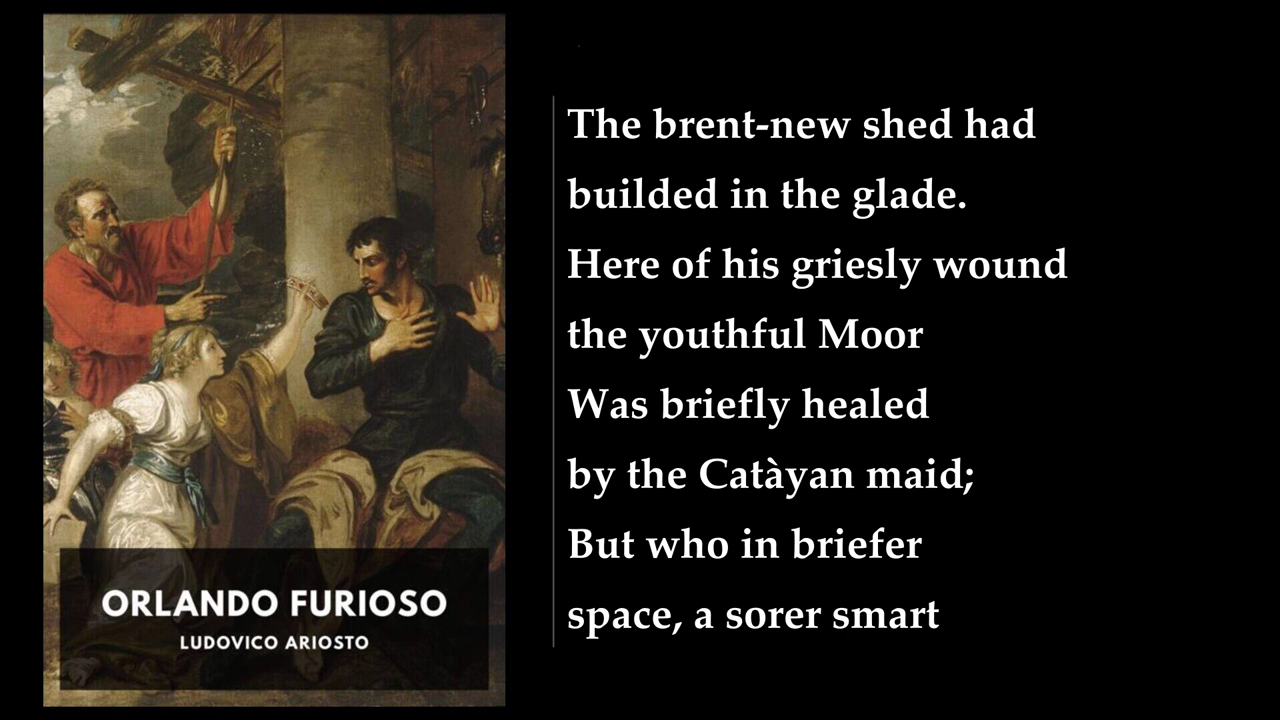 ORLANDO FURIOSO
LUDOVICO ARIOSTO
The brent-new shed had
builded in the glade.
Here of his griesly wound
the youthful Moor
Was briefly healed
by the Catàyan maid;
But who in briefer
space, a sorer smart